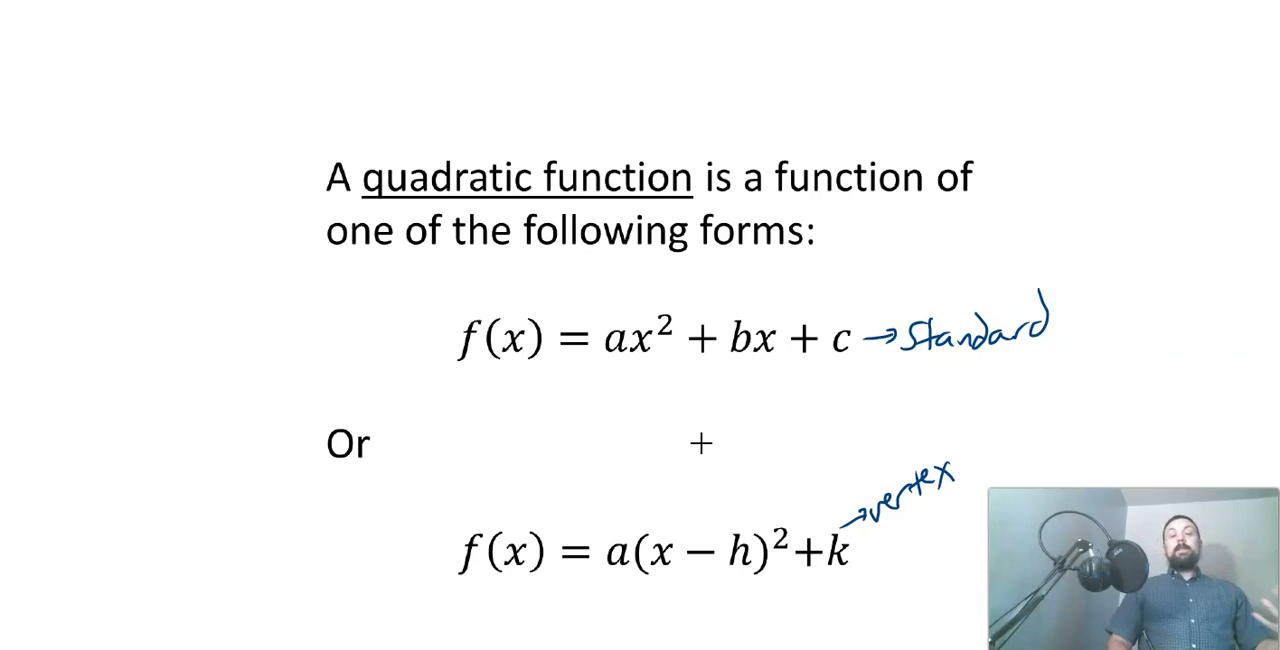 A quadratic function is a function of
one of the following forms:
f(x) = ax² + bx + c → Standard
Or
→ vertex
f(x) = a(x − h)²+k